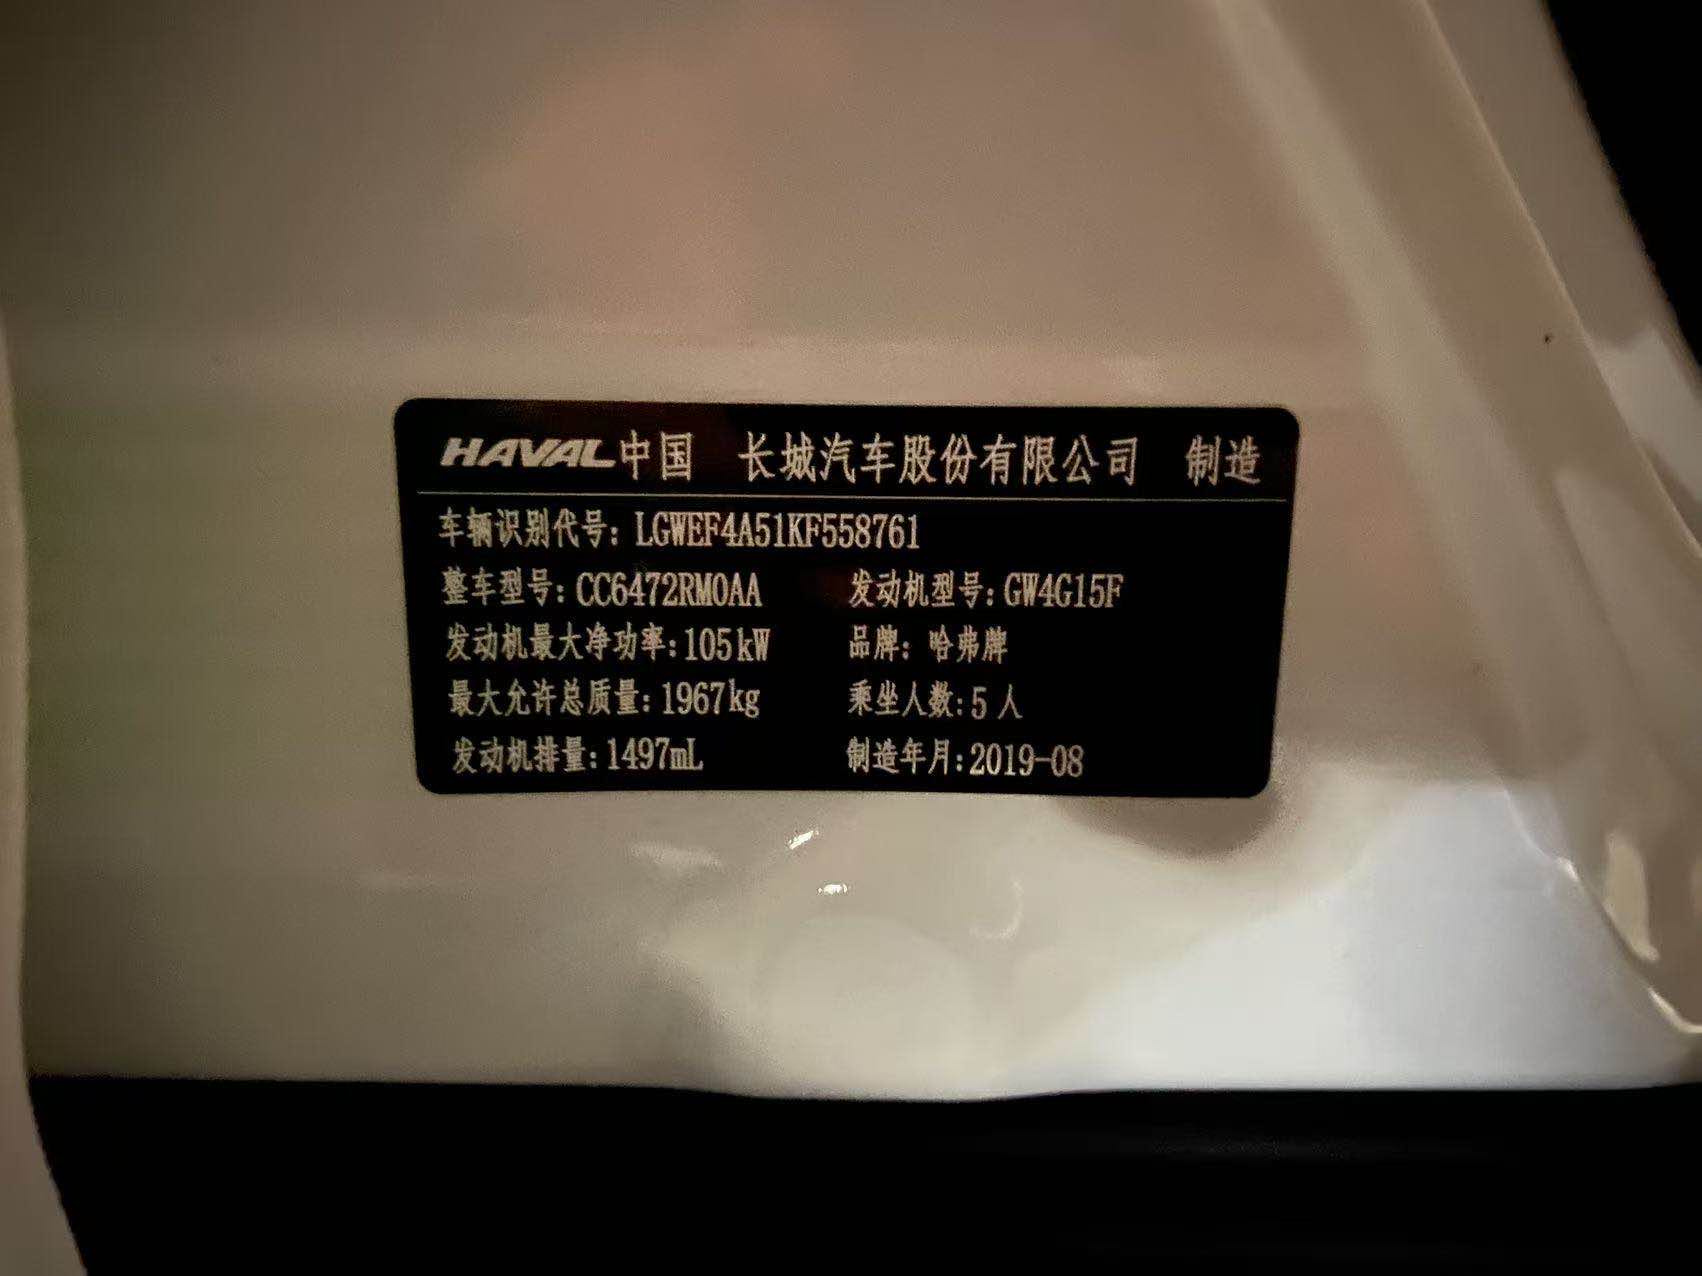 HAVAL中国 长城汽车股份有限公司 制造
车辆识别代号: LGWEF4A51KF558761
整车型号: CC6472RM0AA 发动机型号: GW4G15F
发动机最大净功率: 105kW 品牌: 哈弗牌
最大允许总质量: 1967kg 乘坐人数: 5人
发动机排量: 1497mL 制造年月: 2019-08